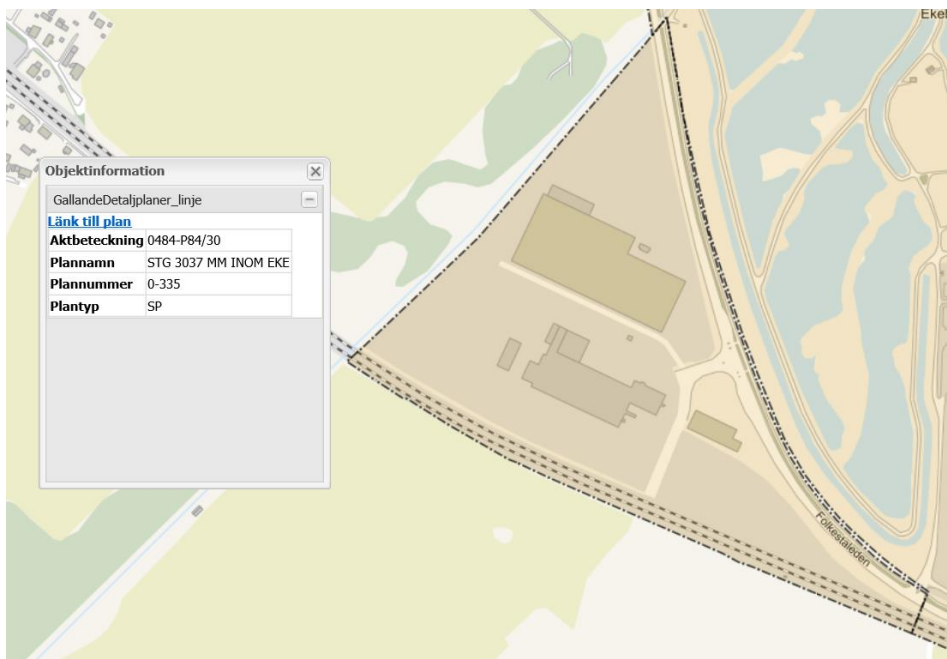 Ekeb
Objektinformation
GallandeDetaljplaner_linje
Länk till plan
Aktbeteckning 0484-P84/30
Plannamn STG 3037 MM INOM EKE
Plannummer 0-335
Plantyp SP
Folkestaleden